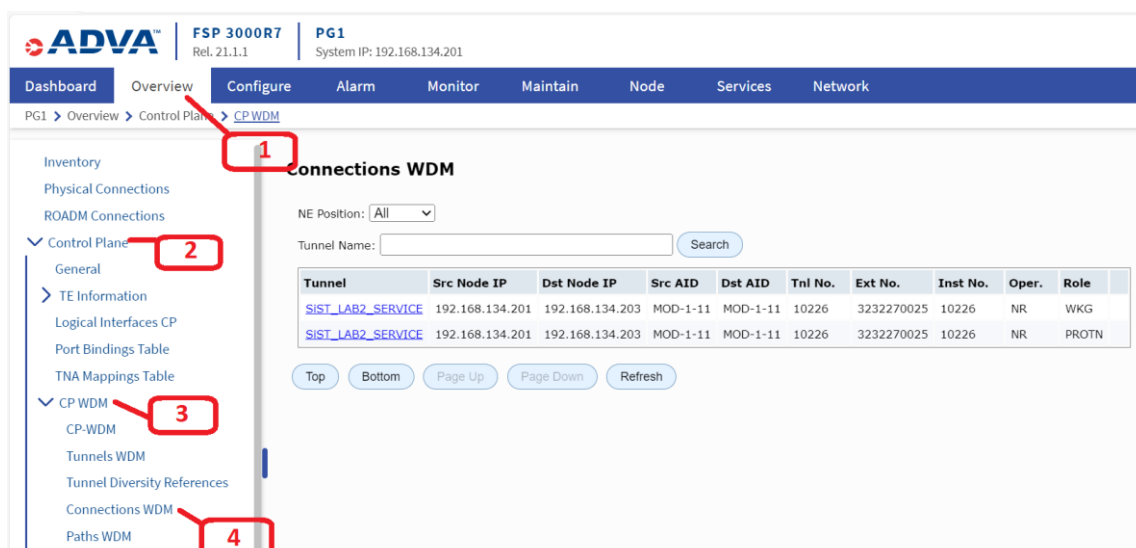 ADVA™ FSP 3000R7 PG1
Rel. 21.1.1 System IP: 192.168.134.201
Dashboard Overview Configure Alarm Monitor Maintain Node Services Network
PG1 > Overview > Control Plane > CP WDM
1
Inventory
Physical Connections
ROADM Connections
Control Plane
2
General
TE Information
Logical Interfaces CP
Port Bindings Table
TNA Mappings Table
CP WDM
3
CP-WDM
Tunnels WDM
Tunnel Diversity References
Connections WDM
Paths WDM
4
Connections WDM
NE Position: All
Tunnel Name: Search
Tunnel Src Node IP Dst Node IP Src AID Dst AID Tnl No. Ext No. Inst No. Oper. Role
SIST_LAB2_SERVICE 192.168.134.201 192.168.134.203 MOD-1-11 MOD-1-11 10226 3232270025 10226 NR WKG
SIST_LAB2_SERVICE 192.168.134.201 192.168.134.203 MOD-1-11 MOD-1-11 10226 3232270025 10226 NR PROTN
Top Bottom Page Up Page Down Refresh